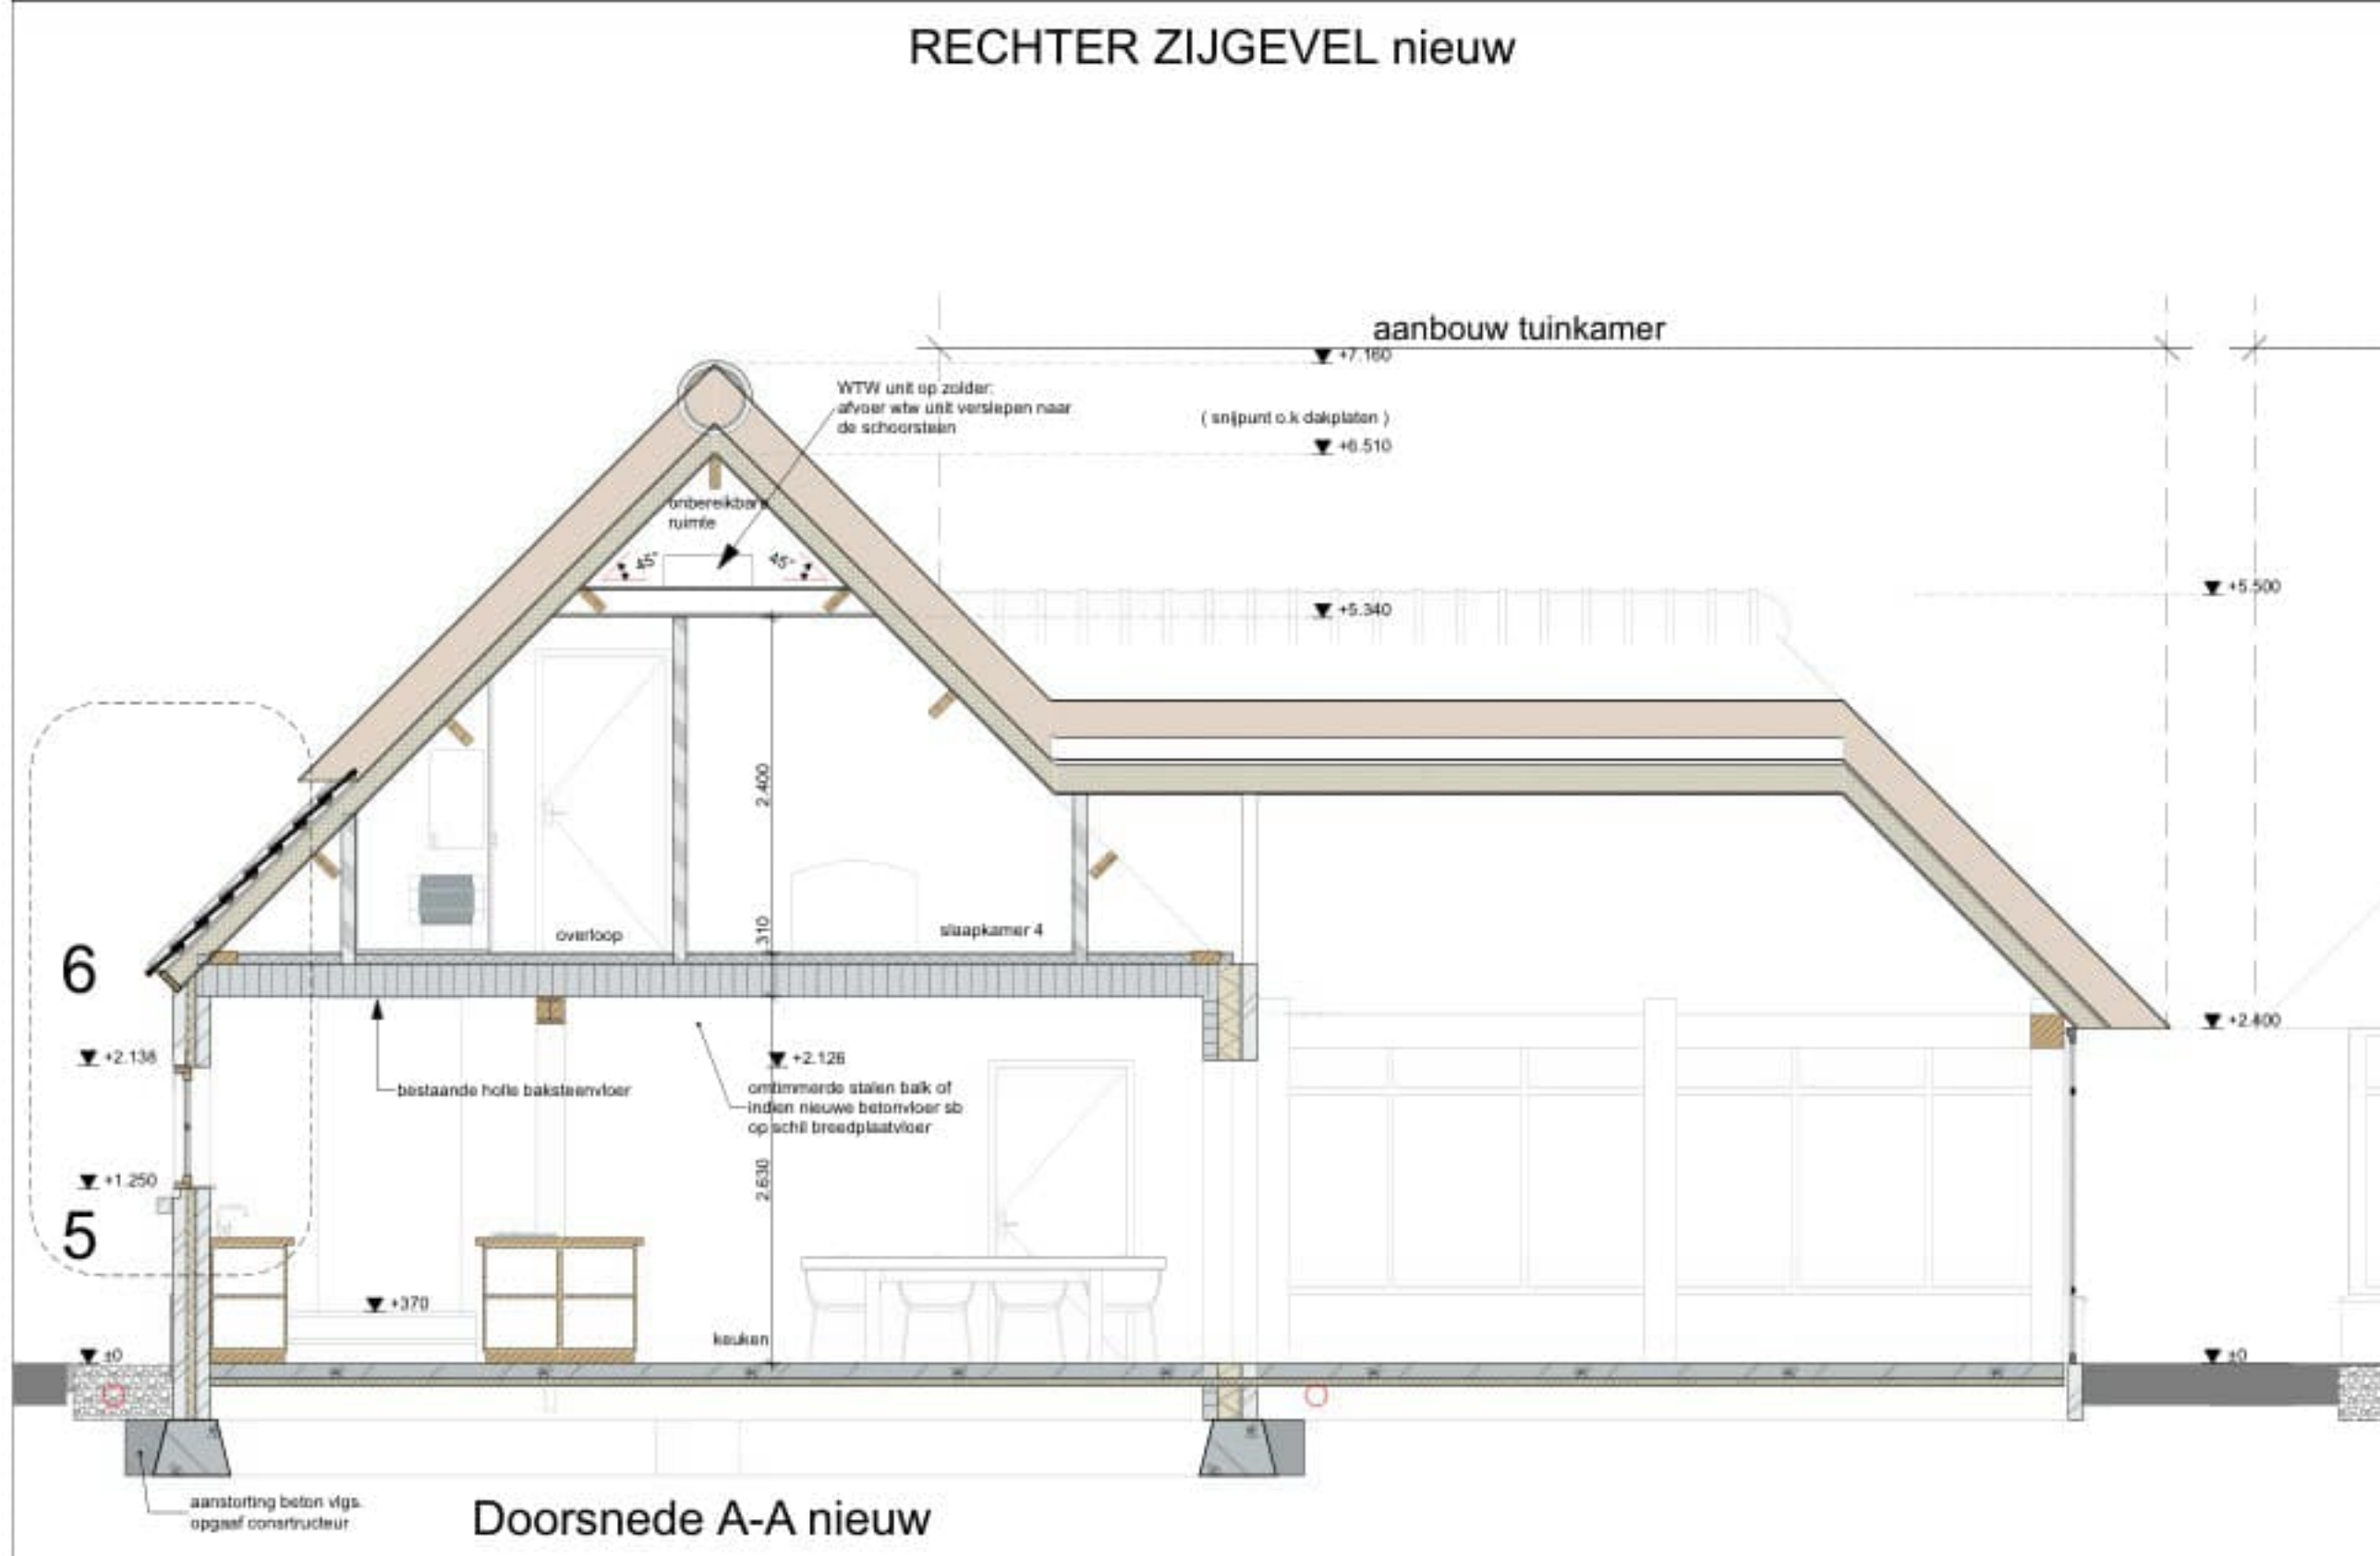 RECHTER ZIJGEVEL nieuw
aanbouw tuinkamer
+7.160
WTW unit op zolder:
afvoer wtw unit verslepen naar
de schoorsteen
( snijpunt o.k dakplaten )
+6.510
onbereikbare
ruimte
45°
45°
+5.500
+5.340
2.400
310
overloop
slaapkamer 4
6
+2.400
+2.138
+2.126
bestaande holle baksteenvloer
omtimmerde stalen balk of
indien nieuwe betonvloer sb
op schil breedplaatvloer
+1.250
2.630
5
+370
keuken
±0
±0
aanstorting beton vlgs.
opgaaf consrtructeur
Doorsnede A-A nieuw